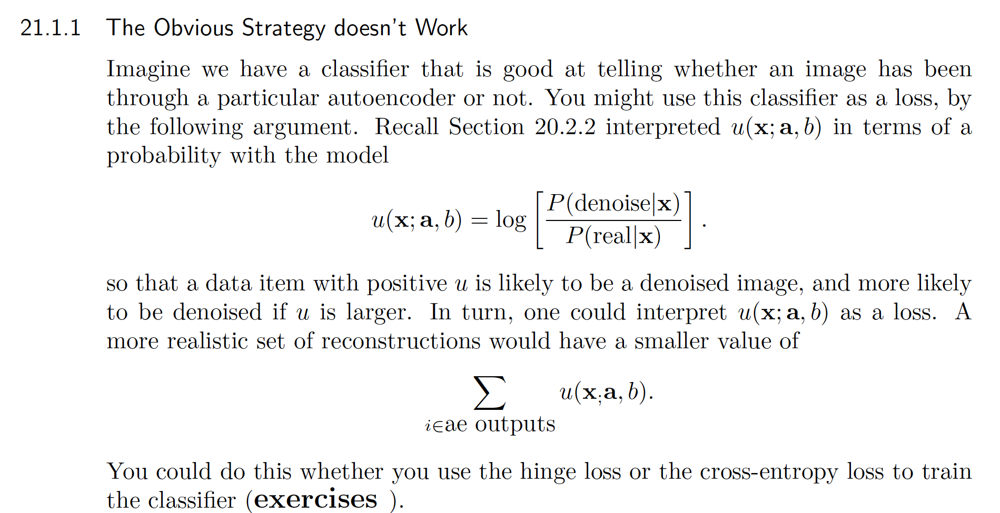 21.1.1 The Obvious Strategy doesn't Work
Imagine we have a classifier that is good at telling whether an image has been
through a particular autoencoder or not. You might use this classifier as a loss, by
the following argument. Recall Section 20.2.2 interpreted u(x; a, b) in terms of a
probability with the model
u(x; a, b) = log [ P(denoise|x) / P(real|x) ] .
so that a data item with positive u is likely to be a denoised image, and more likely
to be denoised if u is larger. In turn, one could interpret u(x; a, b) as a loss. A
more realistic set of reconstructions would have a smaller value of
∑ u(x;a, b).
i∈ae outputs
You could do this whether you use the hinge loss or the cross-entropy loss to train
the classifier (exercises ).